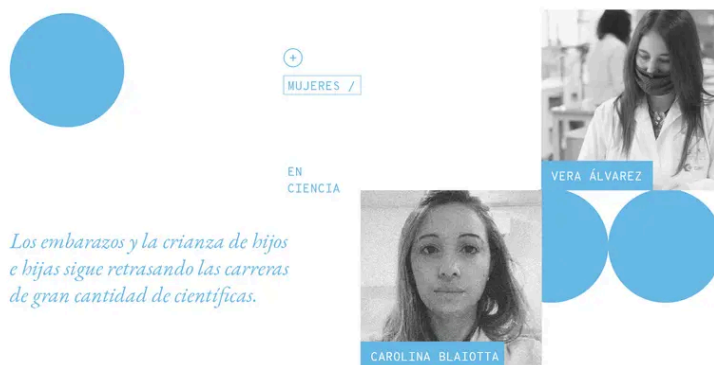 MUJERES /
EN
CIENCIA
Los embarazos y la crianza de hijos
e hijas sigue retrasando las carreras
de gran cantidad de científicas.
VERA ÁLVAREZ
CAROLINA BLAIOTTA